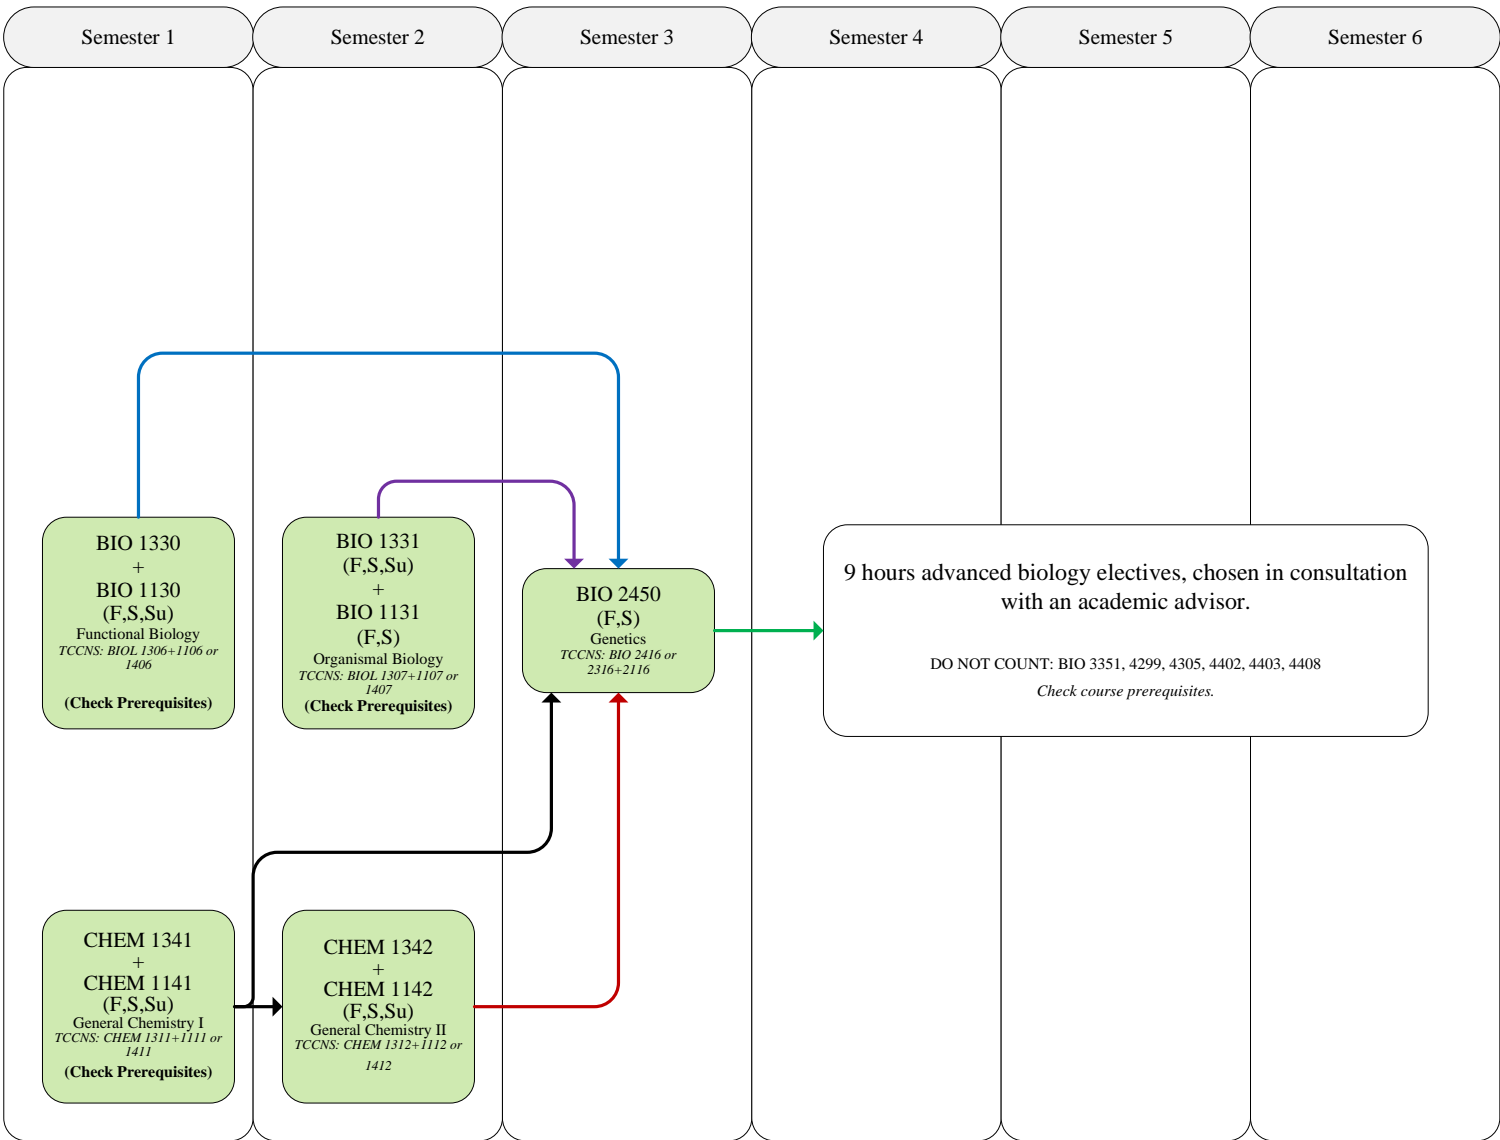 Semester 1
Semester 2
Semester 3
Semester 4
Semester 5
Semester 6
BIO 1330
+
BIO 1130
(F,S,Su)
Functional Biology
TCCNS: BIOL 1306+1106 or
1406
(Check Prerequisites)
BIO 1331
(F,S,Su)
+
BIO 1131
(F,S)
Organismal Biology
TCCNS: BIOL 1307+1107 or
1407
(Check Prerequisites)
BIO 2450
(F,S)
Genetics
TCCNS: BIO 2416 or
2316+2116
9 hours advanced biology electives, chosen in consultation
with an academic advisor.
DO NOT COUNT: BIO 3351, 4299, 4305, 4402, 4403, 4408
Check course prerequisites.
CHEM 1341
+
CHEM 1141
(F,S,Su)
General Chemistry I
TCCNS: CHEM 1311+1111 or
1411
(Check Prerequisites)
CHEM 1342
+
CHEM 1142
(F,S,Su)
General Chemistry II
TCCNS: CHEM 1312+1112 or
1412